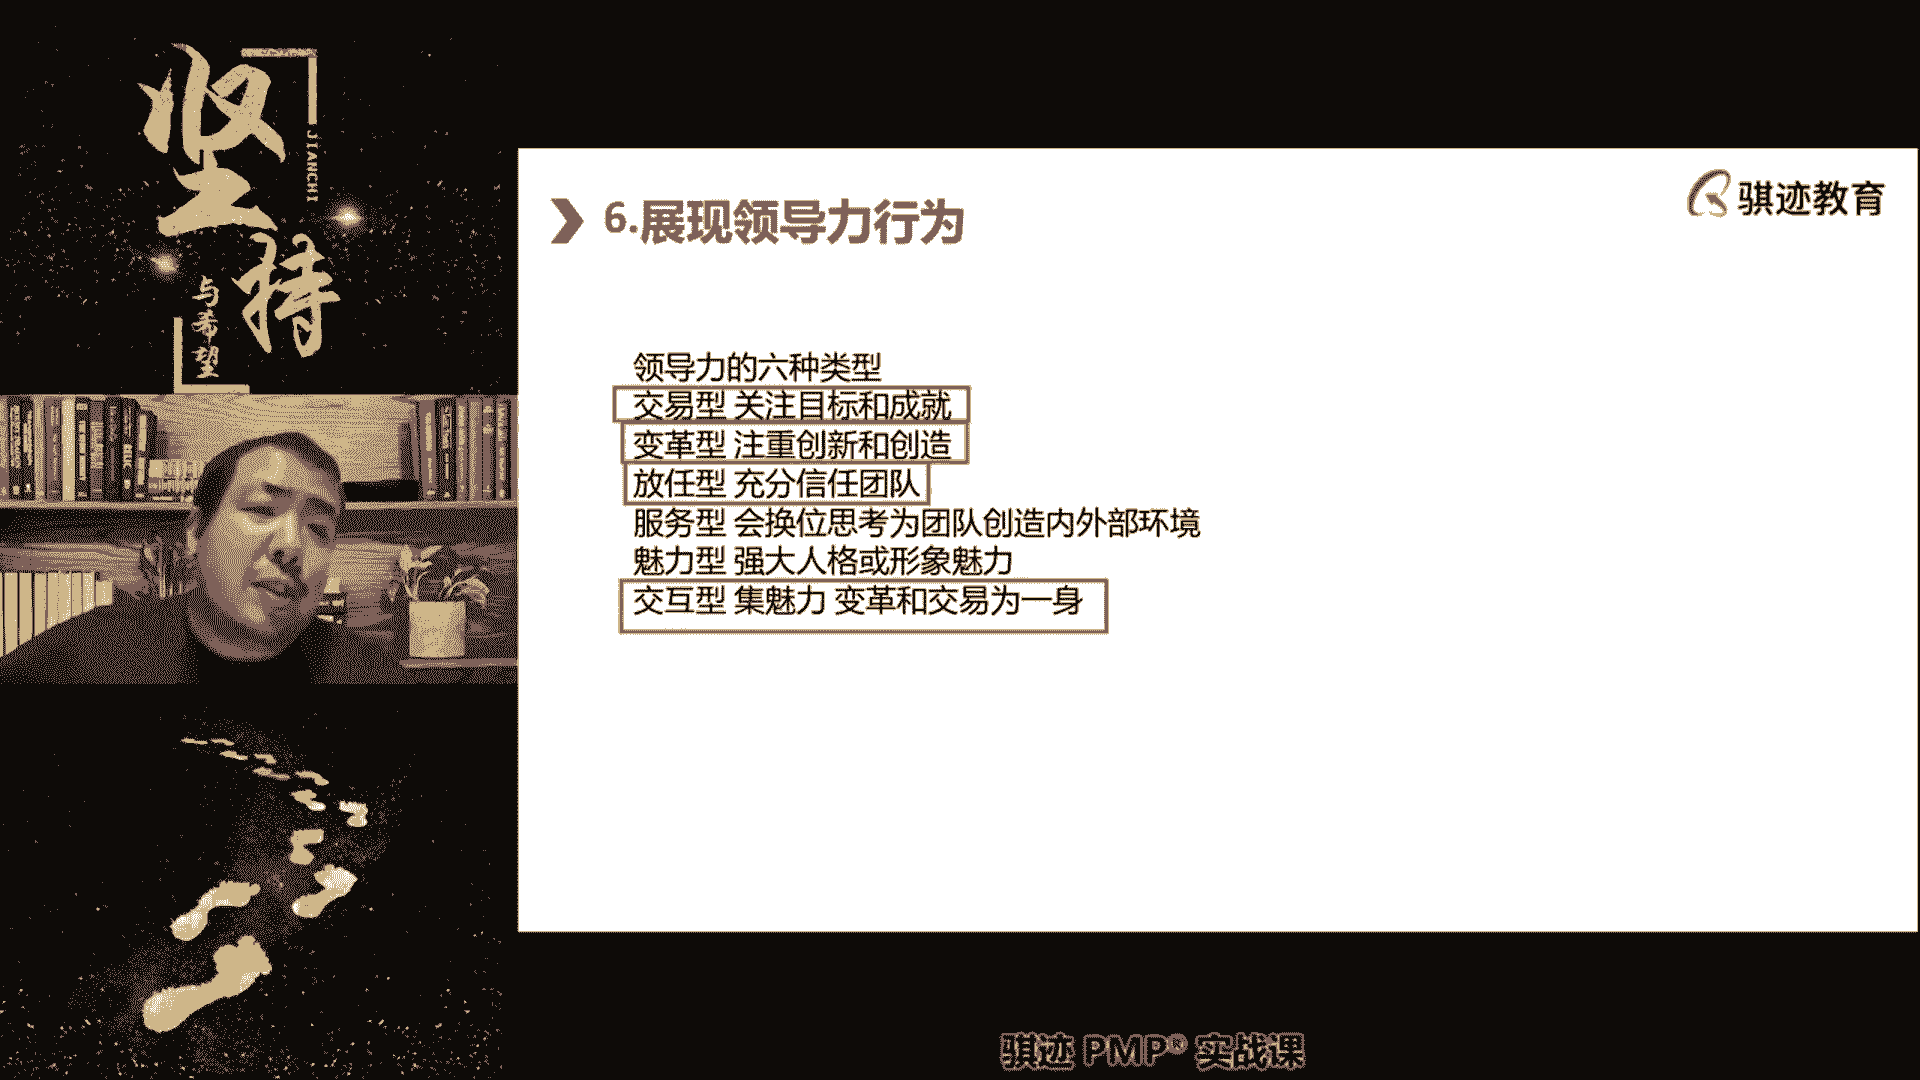 坚持
JIANCHI
与希望
骐迹教育
6.展现领导力行为
领导力的六种类型
交易型 关注目标和成就
变革型 注重创新和创造
放任型 充分信任团队
服务型 会换位思考为团队创造内外部环境
魅力型 强大人格或形象魅力
交互型 集魅力 变革和交易为一身
骐迹 PMP® 实战课